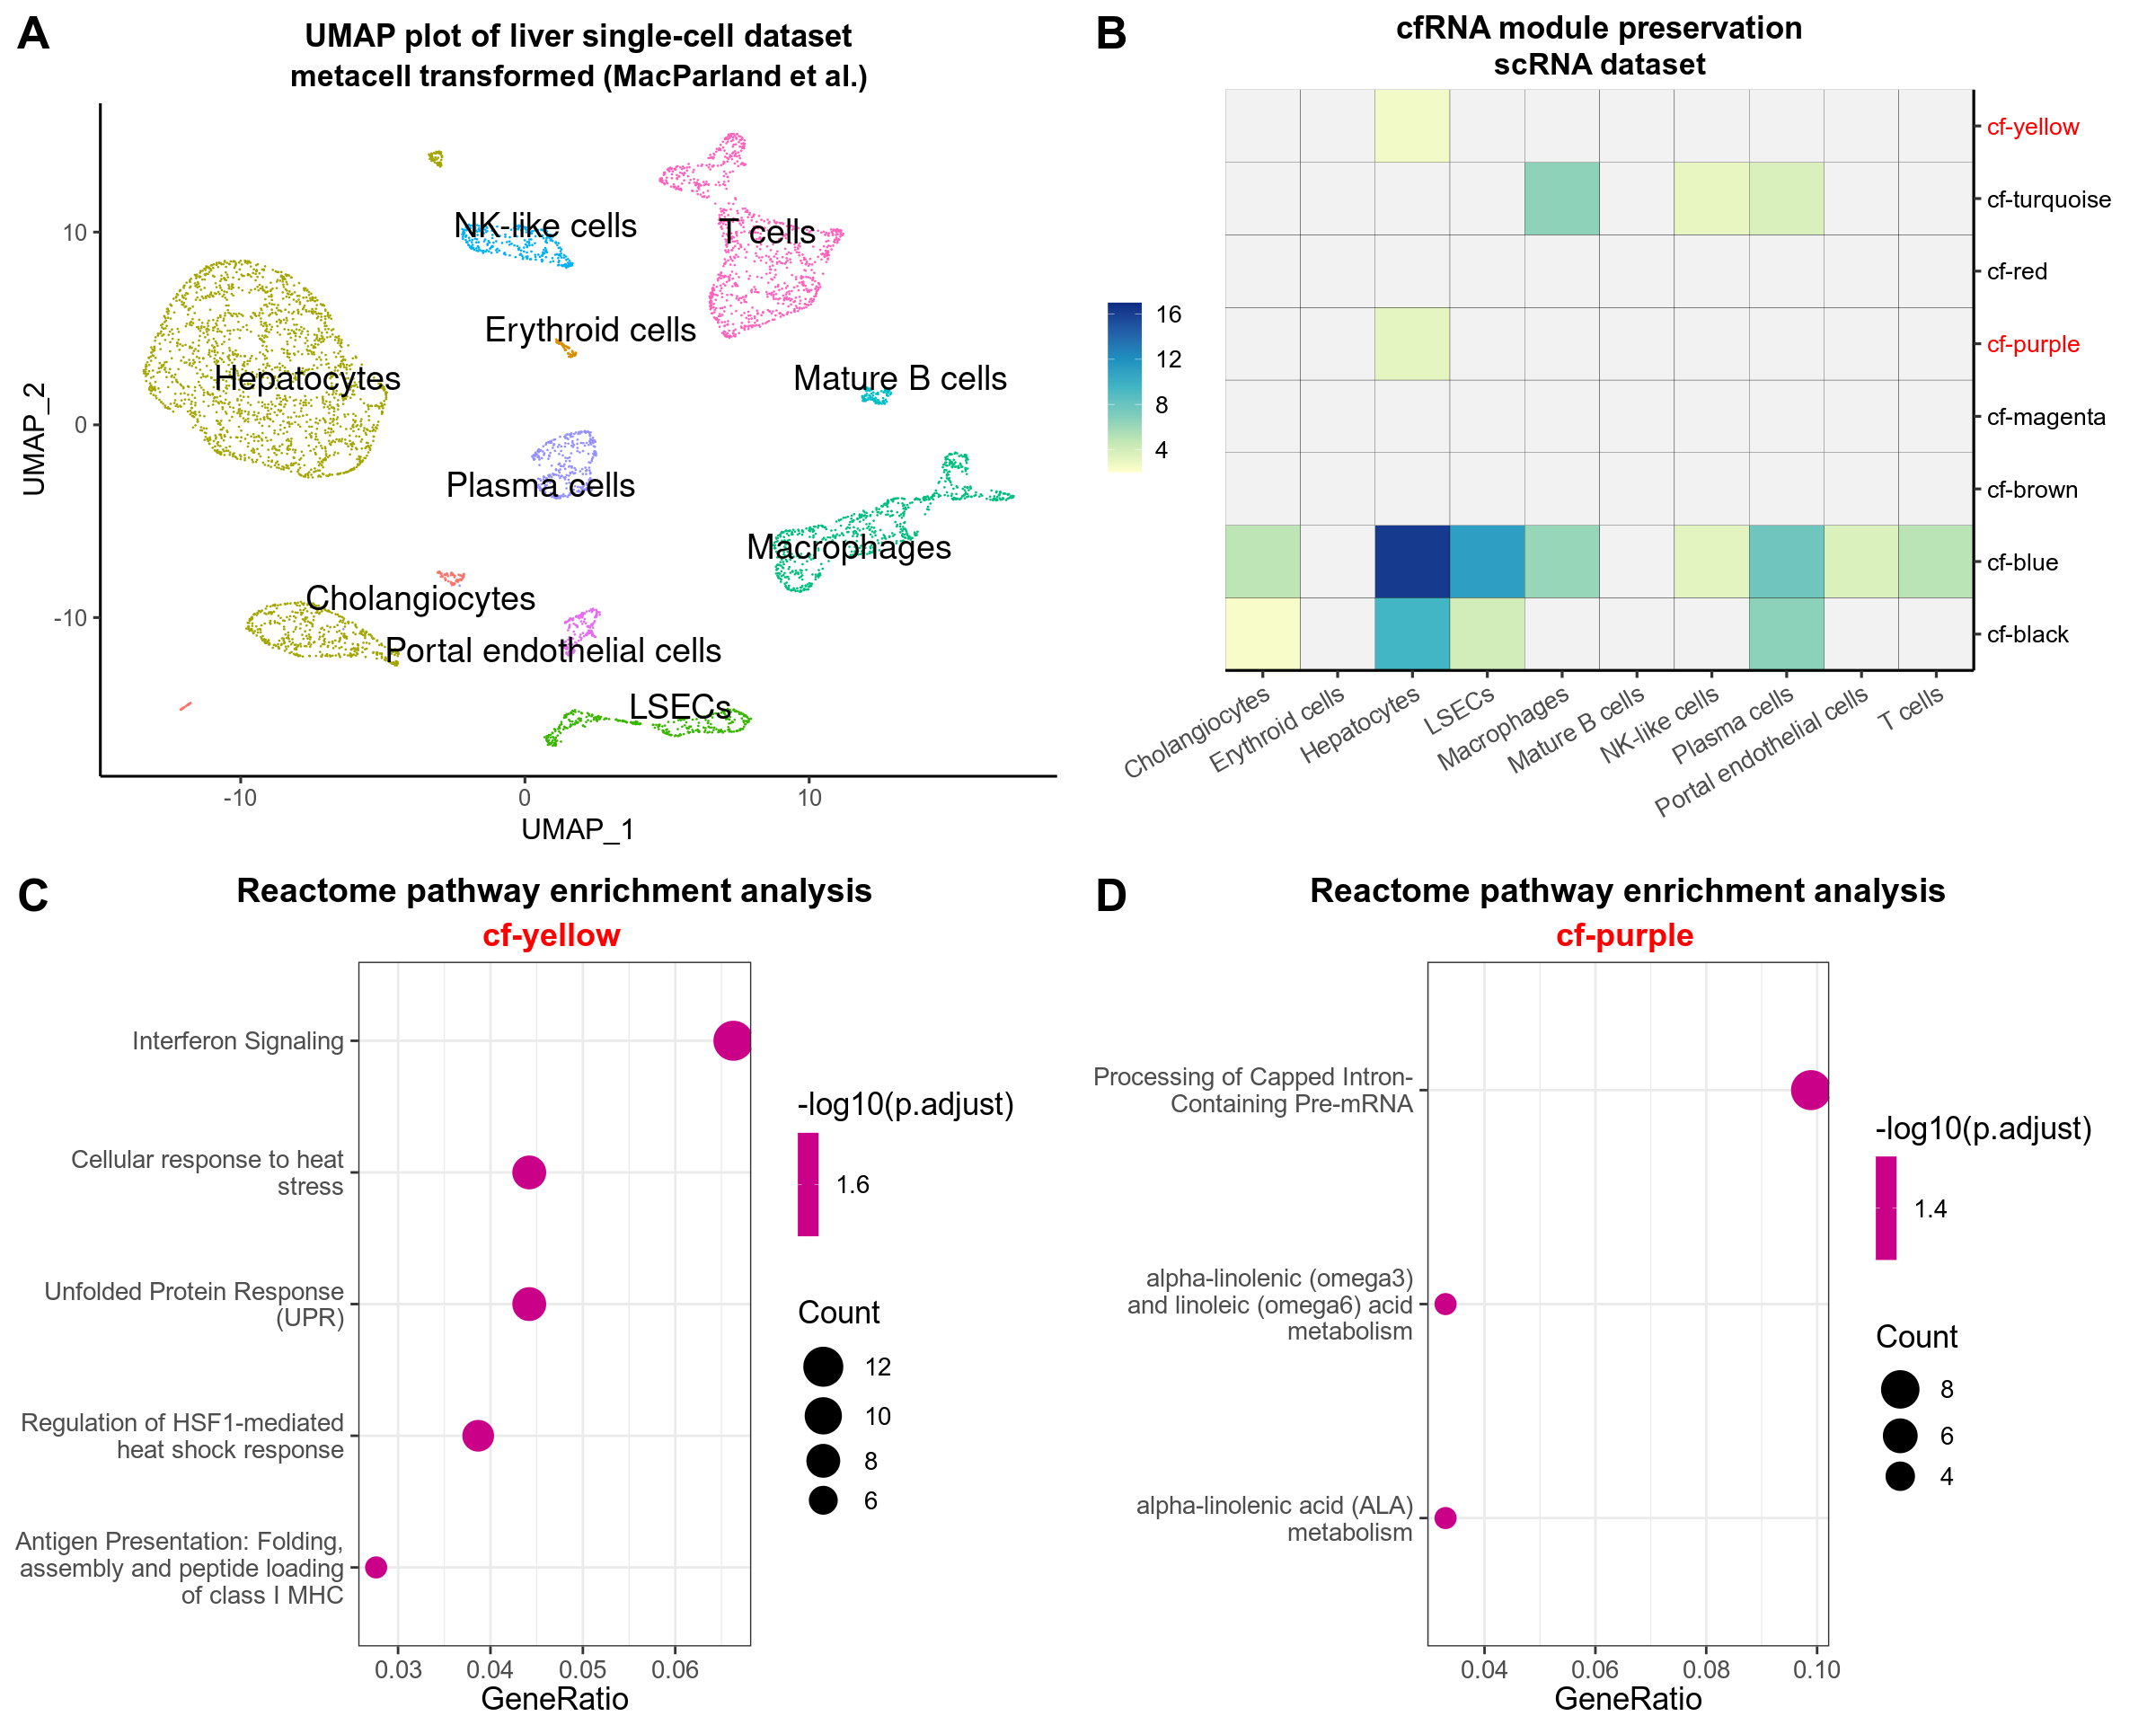 A
UMAP plot of liver single-cell dataset
metacell transformed (MacParland et al.)
UMAP_2
10
0
-10
NK-like cells
T cells
Erythroid cells
Hepatocytes
Mature B cells
Plasma cells
Macrophages
Cholangiocytes
Portal endothelial cells
LSECs
-10
0
10
UMAP_1
B
cfRNA module preservation
scRNA dataset
16
12
8
4
cf-yellow
cf-turquoise
cf-red
cf-purple
cf-magenta
cf-brown
cf-blue
cf-black
Cholangiocytes
Erythroid cells
Hepatocytes
LSECs
Macrophages
Mature B cells
NK-like cells
Plasma cells
Portal endothelial cells
T cells
C
Reactome pathway enrichment analysis
cf-yellow
Interferon Signaling
Cellular response to heat
stress
Unfolded Protein Response
(UPR)
Regulation of HSF1-mediated
heat shock response
Antigen Presentation: Folding,
assembly and peptide loading
of class I MHC
0.03
0.04
0.05
0.06
GeneRatio
-log10(p.adjust)
1.6
Count
12
10
8
6
D
Reactome pathway enrichment analysis
cf-purple
Processing of Capped Intron-
Containing Pre-mRNA
alpha-linolenic (omega3)
and linoleic (omega6) acid
metabolism
alpha-linolenic acid (ALA)
metabolism
0.04
0.06
0.08
0.10
GeneRatio
-log10(p.adjust)
1.4
Count
8
6
4